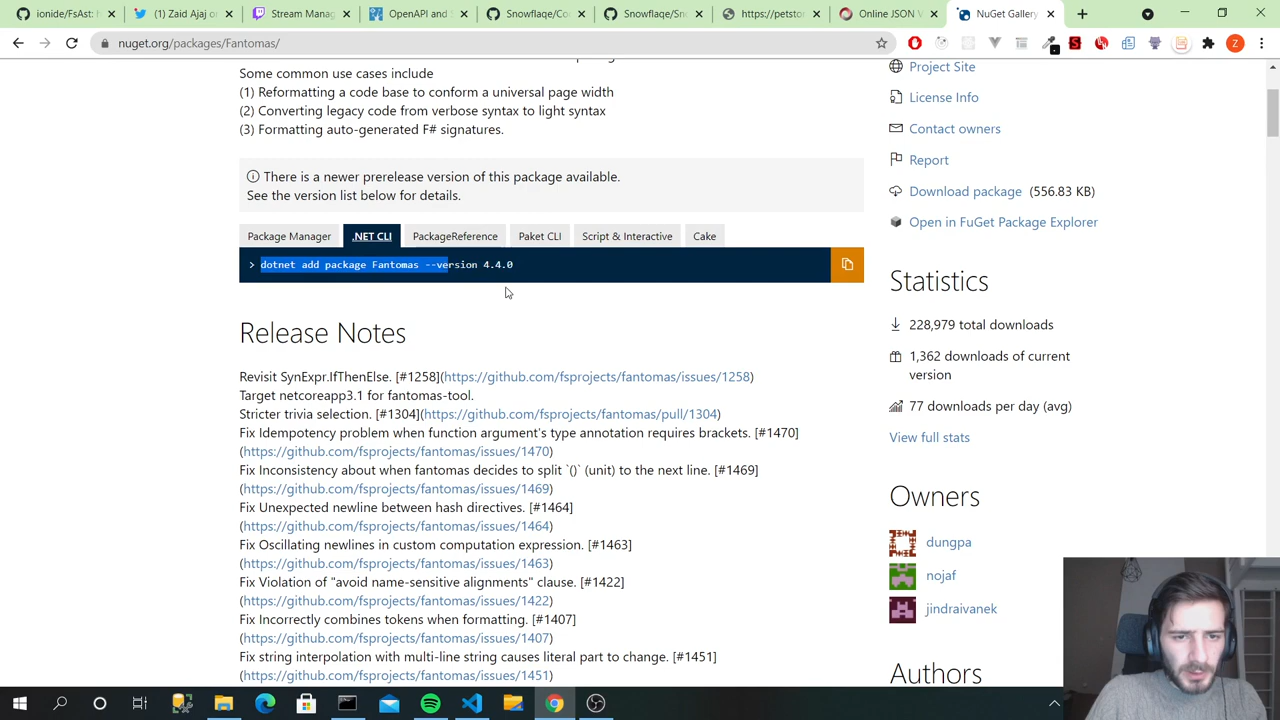 ionide/FsAst: F
(1) Zaid Ajaj or
Stream Manag
OpenAPI and S
Snowflaqe/Co
Snowflaqe/Sn
https://petstor
Online JSON V
NuGet Gallery
nuget.org/packages/Fantomas/
Z
Some common use cases include
(1) Reformatting a code base to conform a universal page width
(2) Converting legacy code from verbose syntax to light syntax
(3) Formatting auto-generated F# signatures.
There is a newer prerelease version of this package available.
See the version list below for details.
Package Manager
.NET CLI
PackageReference
Paket CLI
Script & Interactive
Cake
> dotnet add package Fantomas --version 4.4.0
Release Notes
Revisit SynExpr.IfThenElse. [#1258](https://github.com/fsprojects/fantomas/issues/1258)
Target netcoreapp3.1 for fantomas-tool.
Stricter trivia selection. [#1304](https://github.com/fsprojects/fantomas/pull/1304)
Fix Idempotency problem when function argument's type annotation requires brackets. [#1470]
(https://github.com/fsprojects/fantomas/issues/1470)
Fix Inconsistency about when fantomas decides to split `()` (unit) to the next line. [#1469]
(https://github.com/fsprojects/fantomas/issues/1469)
Fix Unexpected newline between hash directives. [#1464]
(https://github.com/fsprojects/fantomas/issues/1464)
Fix Oscillating newlines in custom computation expression. [#1463]
(https://github.com/fsprojects/fantomas/issues/1463)
Fix Violation of "avoid name-sensitive alignments" clause. [#1422]
(https://github.com/fsprojects/fantomas/issues/1422)
Fix Incorrectly combines tokens when formatting. [#1407]
(https://github.com/fsprojects/fantomas/issues/1407)
Fix string interpolation with multi-line string causes literal part to change. [#1451]
(https://github.com/fsprojects/fantomas/issues/1451)
Project Site
License Info
Contact owners
Report
Download package (556.83 KB)
Open in FuGet Package Explorer
Statistics
228,979 total downloads
1,362 downloads of current
version
77 downloads per day (avg)
View full stats
Owners
dungpa
nojaf
jindraivanek
Authors